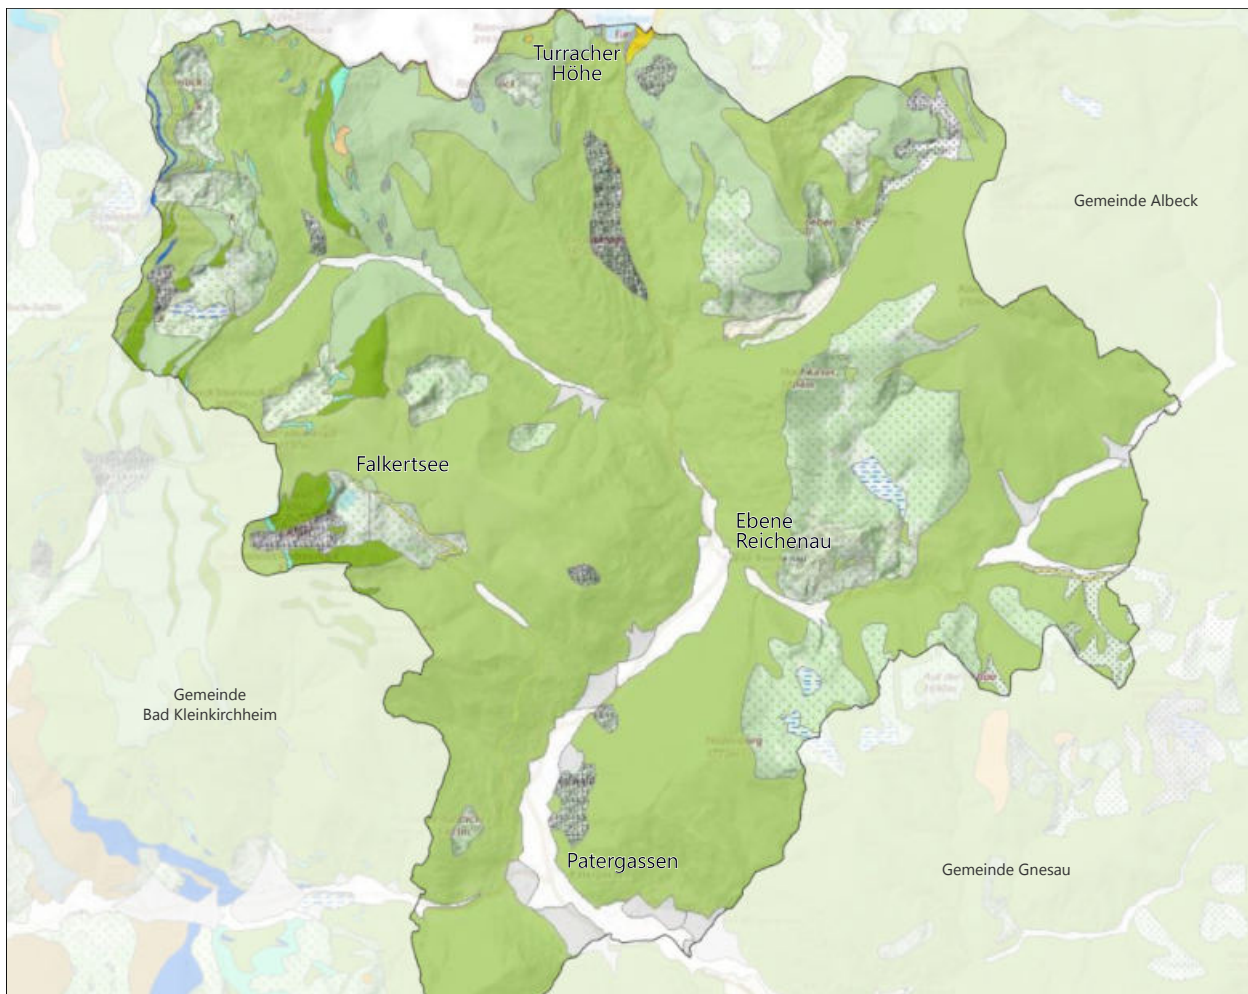 Turracher
Höhe
Gemeinde Albeck
Falkertsee
Ebene
Reichenau
Gemeinde
Bad Kleinkirchheim
Patergassen
Gemeinde Gnesau